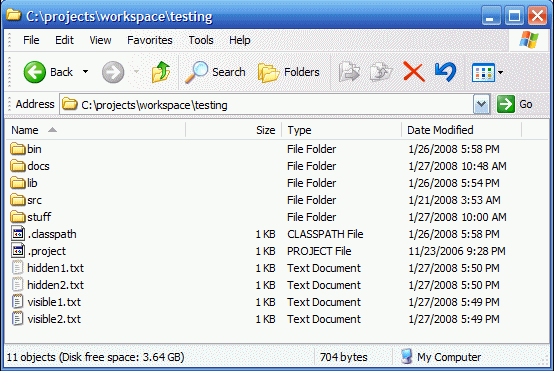 C:\projects\workspace\testing
File Edit View Favorites Tools Help
Back Search Folders
Address C:\projects\workspace\testing Go
Name Size Type Date Modified
bin File Folder 1/26/2008 5:58 PM
docs File Folder 1/27/2008 10:48 AM
lib File Folder 1/26/2008 5:54 PM
src File Folder 1/21/2008 3:53 AM
stuff File Folder 1/27/2008 10:00 AM
.classpath 1 KB CLASSPATH File 1/26/2008 5:58 PM
.project 1 KB PROJECT File 11/23/2006 9:28 PM
hidden1.txt 1 KB Text Document 1/27/2008 5:50 PM
hidden2.txt 1 KB Text Document 1/27/2008 5:50 PM
visible1.txt 1 KB Text Document 1/27/2008 5:49 PM
visible2.txt 1 KB Text Document 1/27/2008 5:49 PM
11 objects (Disk free space: 3.64 GB) 704 bytes My Computer